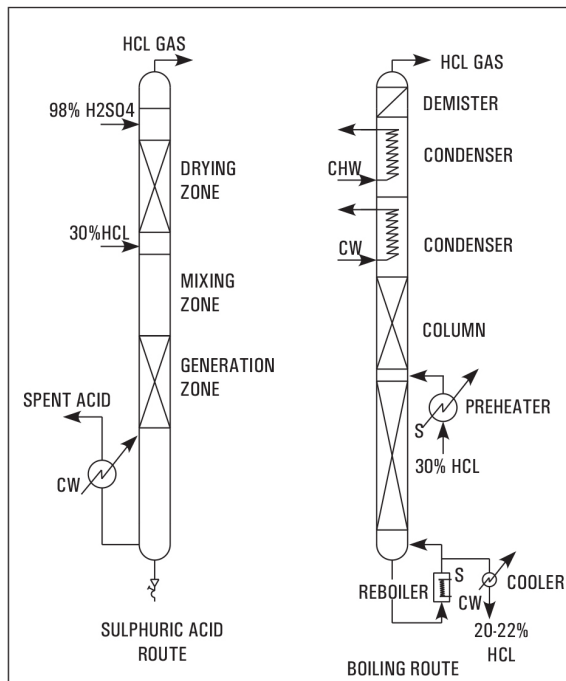 HCL GAS
98% H2SO4
DRYING
ZONE
30%HCL
MIXING
ZONE
GENERATION
ZONE
SPENT ACID
CW
SULPHURIC ACID
ROUTE
HCL GAS
DEMISTER
CONDENSER
CHW
CONDENSER
CW
COLUMN
PREHEATER
S
30% HCL
REBOILER
S
COOLER
CW
20-22%
HCL
BOILING ROUTE